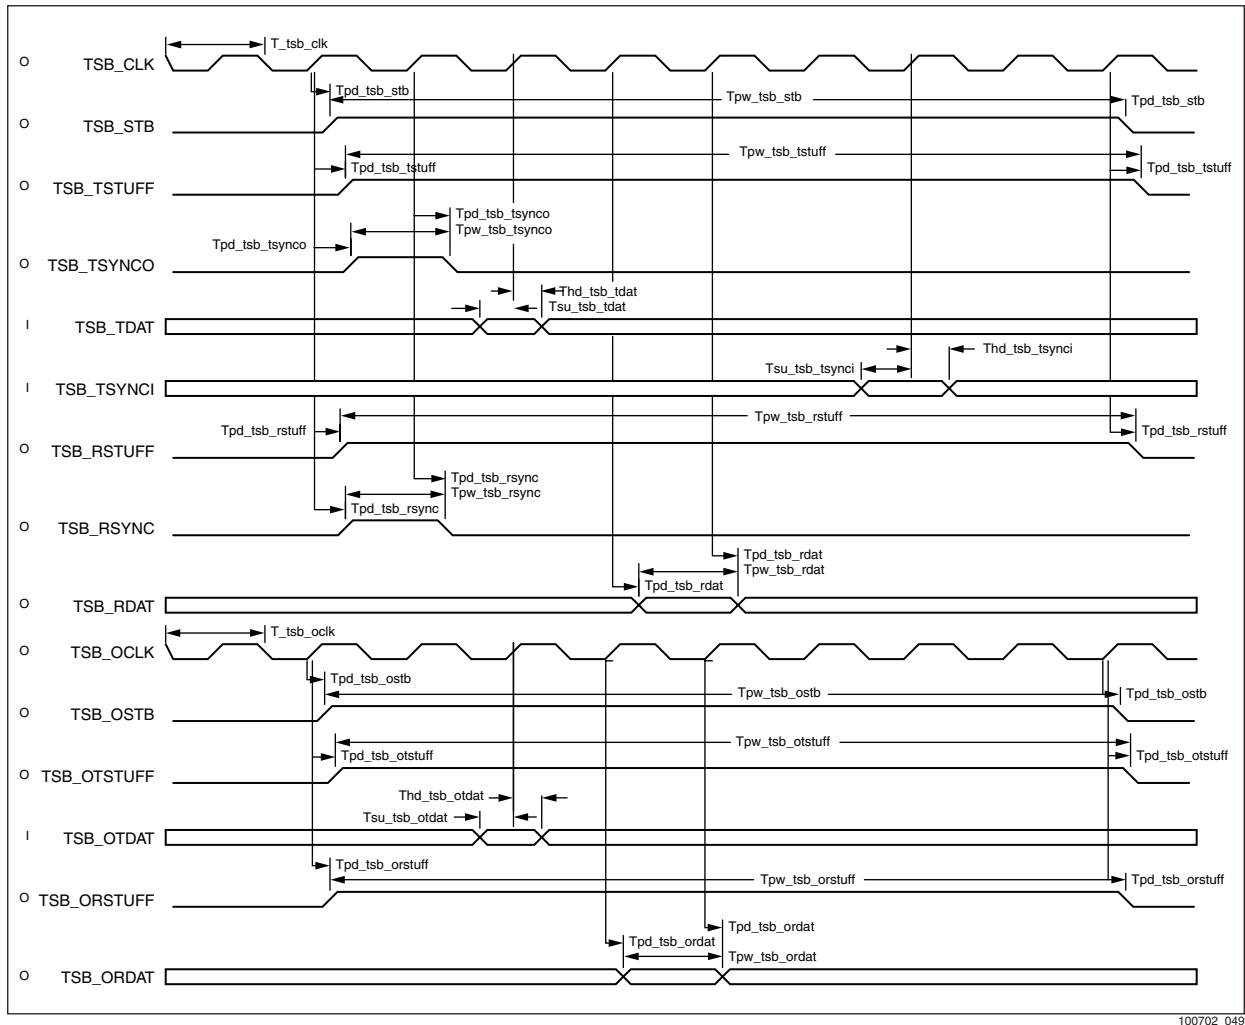 T_tsb_clk
O TSB_CLK
Tpd_tsb_stb Tpw_tsb_stb Tpd_tsb_stb
O TSB_STB
Tpw_tsb_tstuff
Tpd_tsb_tstuff Tpd_tsb_tstuff
O TSB_TSTUFF
Tpd_tsb_tsynco
Tpw_tsb_tsynco
Tpd_tsb_tsynco
O TSB_TSYNCO
Thd_tsb_tdat
Tsu_tsb_tdat
I TSB_TDAT
Thd_tsb_tsynci
Tsu_tsb_tsynci
I TSB_TSYNCI
Tpw_tsb_rstuff
Tpd_tsb_rstuff Tpd_tsb_rstuff
O TSB_RSTUFF
Tpd_tsb_rsync
Tpw_tsb_rsync
Tpd_tsb_rsync
O TSB_RSYNC
Tpd_tsb_rdat
Tpw_tsb_rdat
Tpd_tsb_rdat
O TSB_RDAT
T_tsb_oclk
O TSB_OCLK
Tpd_tsb_ostb Tpw_tsb_ostb Tpd_tsb_ostb
O TSB_OSTB
Tpw_tsb_otstuff
Tpd_tsb_otstuff Tpd_tsb_otstuff
O TSB_OTSTUFF
Thd_tsb_otdat
Tsu_tsb_otdat
I TSB_OTDAT
Tpd_tsb_orstuff Tpw_tsb_orstuff Tpd_tsb_orstuff
O TSB_ORSTUFF
Tpd_tsb_ordat
Tpd_tsb_ordat
Tpw_tsb_ordat
O TSB_ORDAT
100702_049